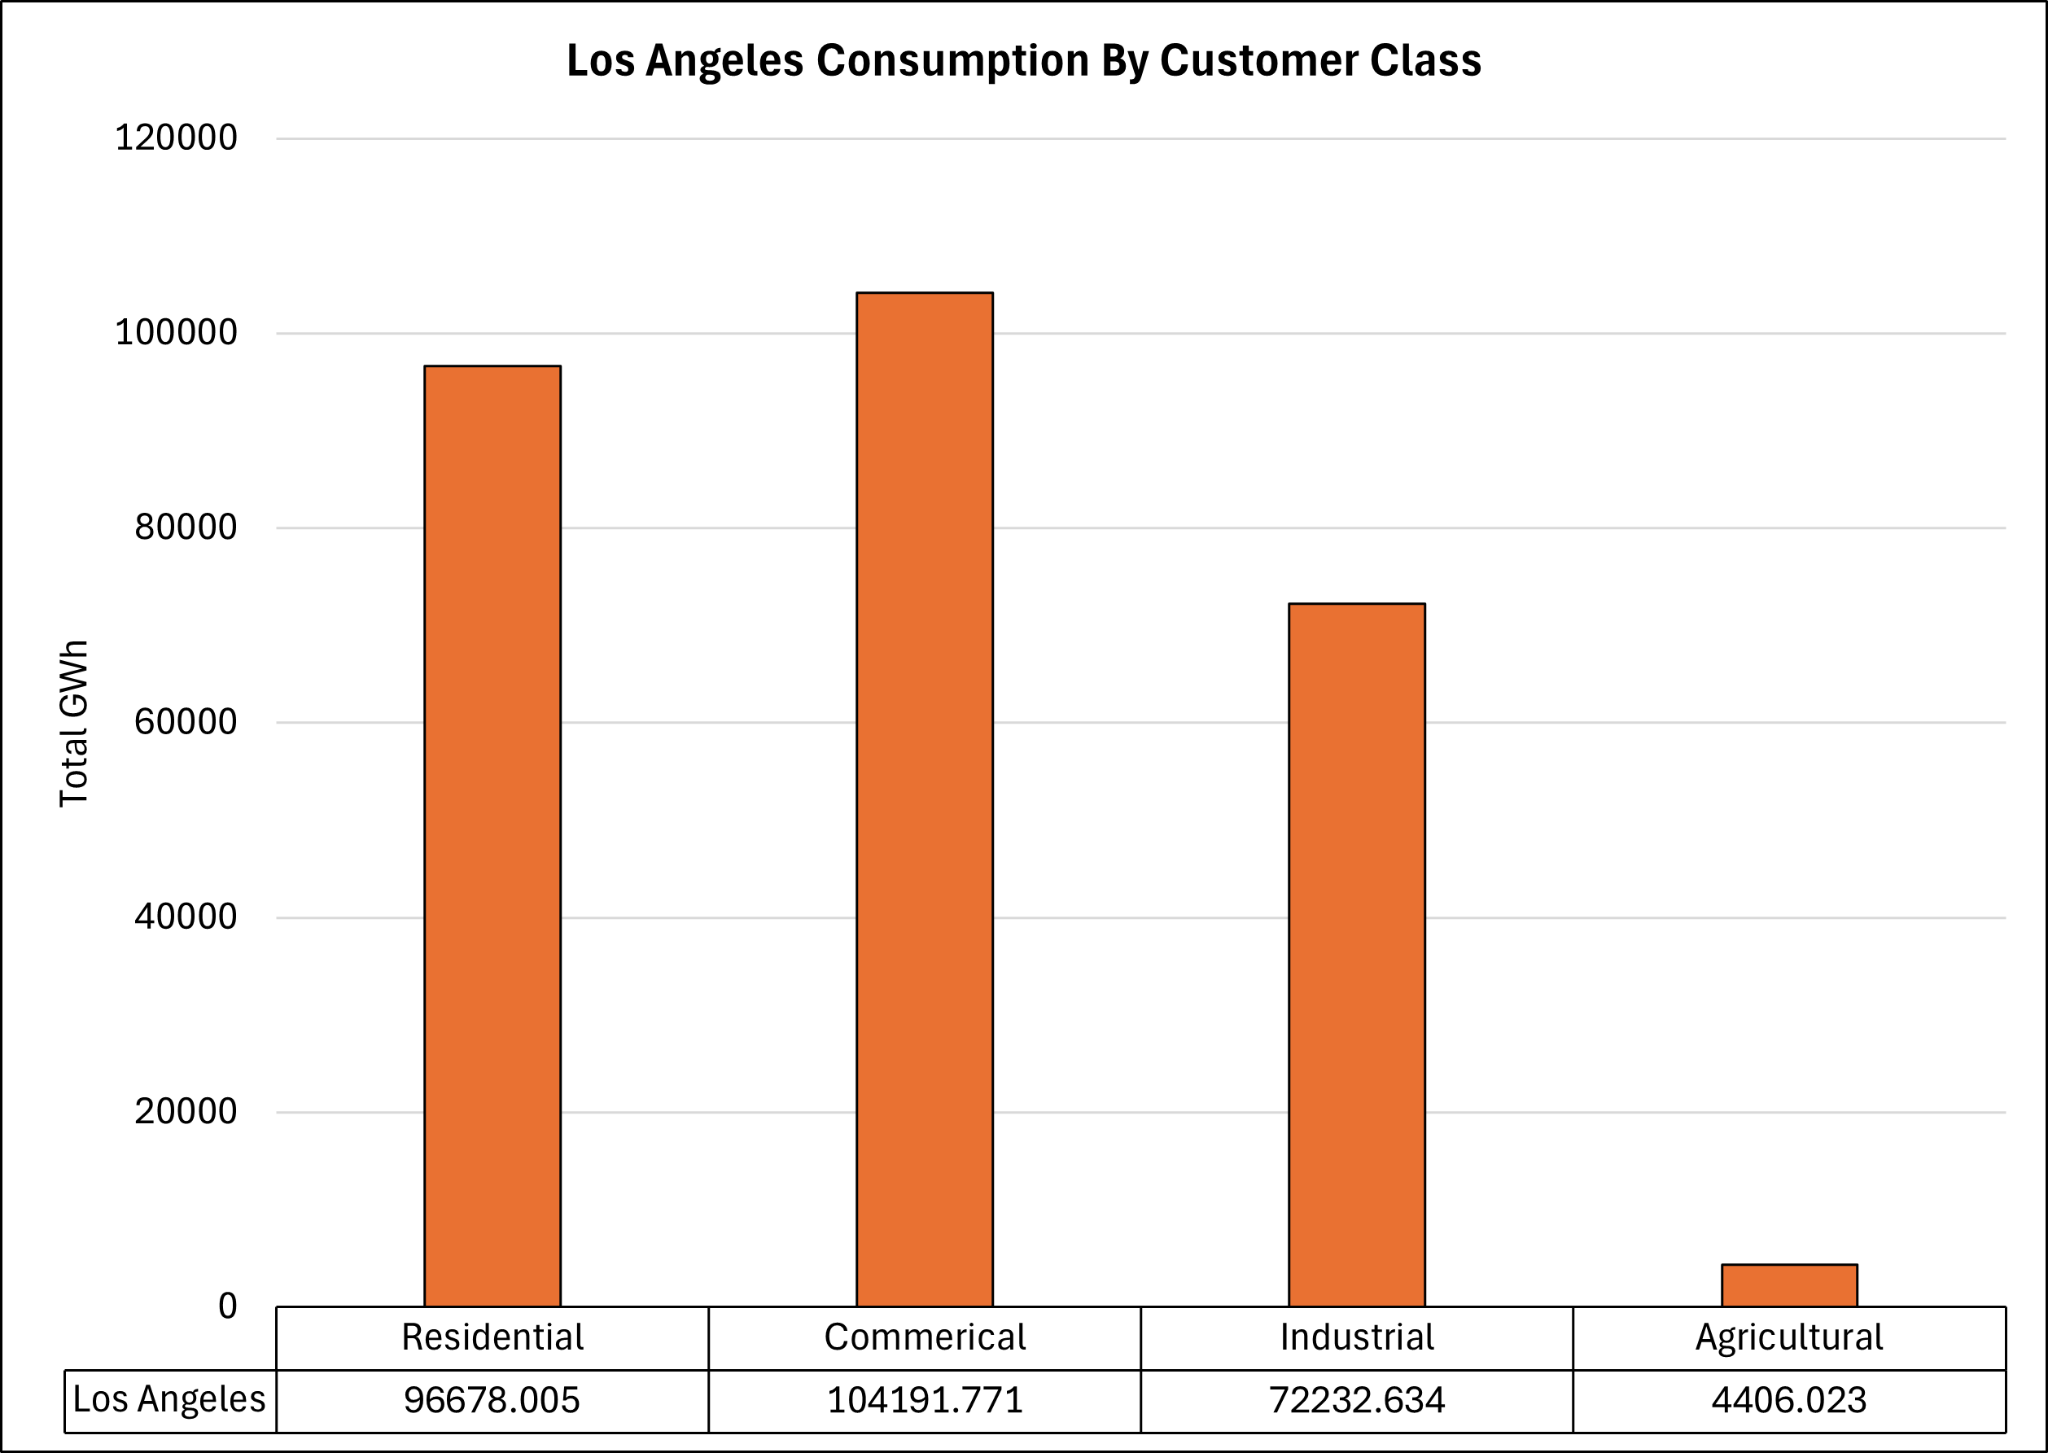 Los Angeles Consumption By Customer Class
120000
100000
80000
60000
40000
20000
0
Total GWh
Residential Commerical Industrial Agricultural
Los Angeles 96678.005 104191.771 72232.634 4406.023